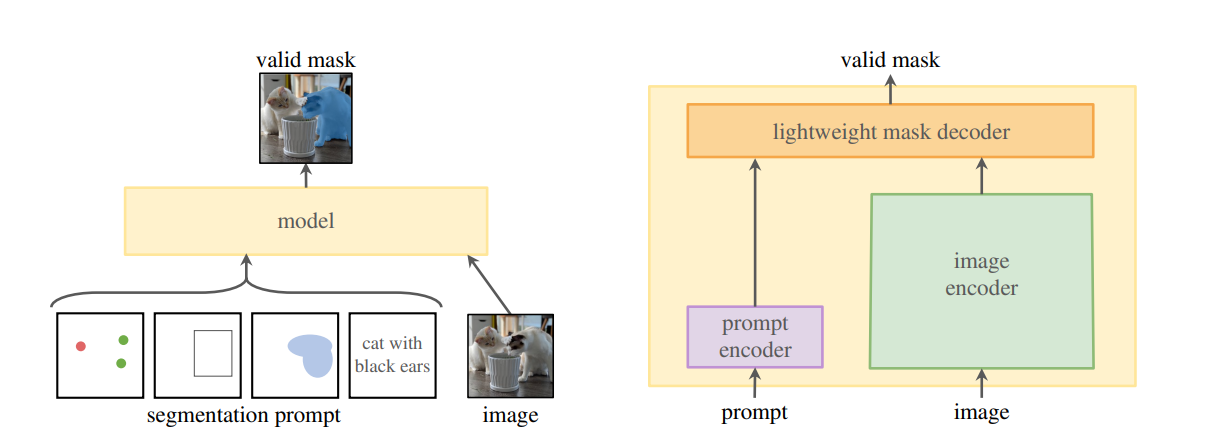 valid mask
model
cat with
black ears
segmentation prompt
image
valid mask
lightweight mask decoder
image
encoder
prompt
encoder
prompt
image